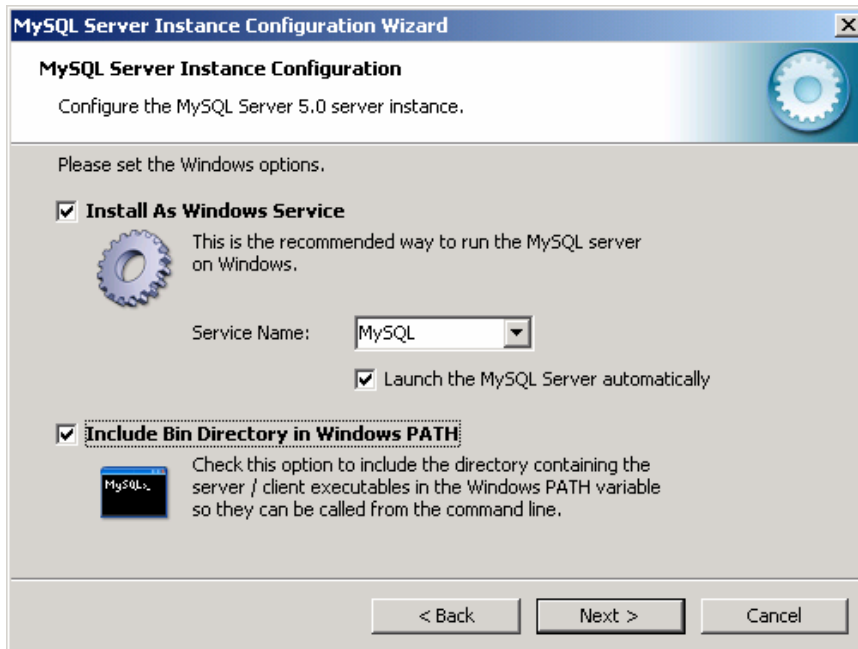 MySQL Server Instance Configuration Wizard
MySQL Server Instance Configuration
Configure the MySQL Server 5.0 server instance.
Please set the Windows options.
Install As Windows Service
This is the recommended way to run the MySQL server
on Windows.
Service Name:
MySQL
Launch the MySQL Server automatically
Include Bin Directory in Windows PATH
MySQL>_
Check this option to include the directory containing the
server / client executables in the Windows PATH variable
so they can be called from the command line.
< Back
Next >
Cancel